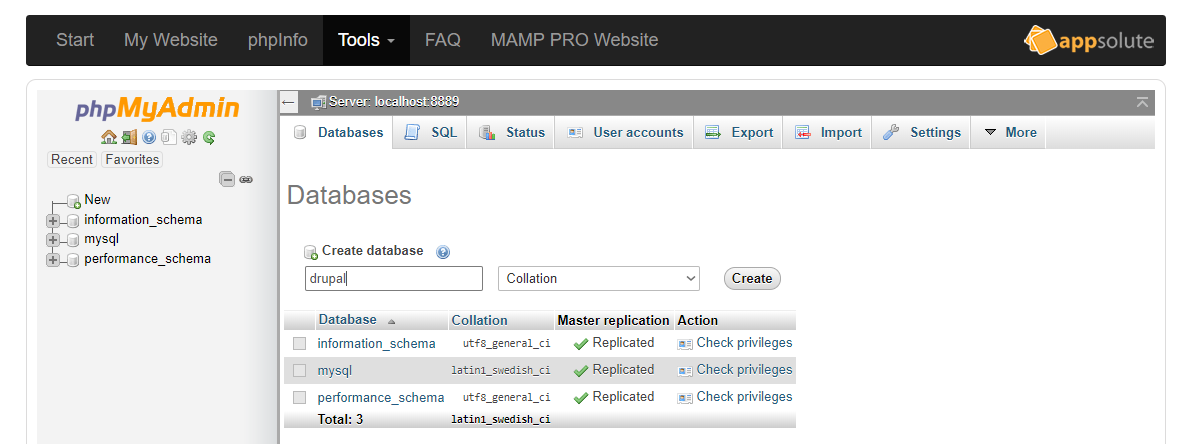 Start My Website phpInfo Tools FAQ MAMP PRO Website appsolute
phpMyAdmin
Recent Favorites
New
information_schema
mysql
performance_schema
Server: localhost:8889
Databases SQL Status User accounts Export Import Settings More
Databases
Create database
drupal Collation Create
Database Collation Master replication Action
information_schema utf8_general_ci Replicated Check privileges
mysql latin1_swedish_ci Replicated Check privileges
performance_schema utf8_general_ci Replicated Check privileges
Total: 3 latin1_swedish_ci